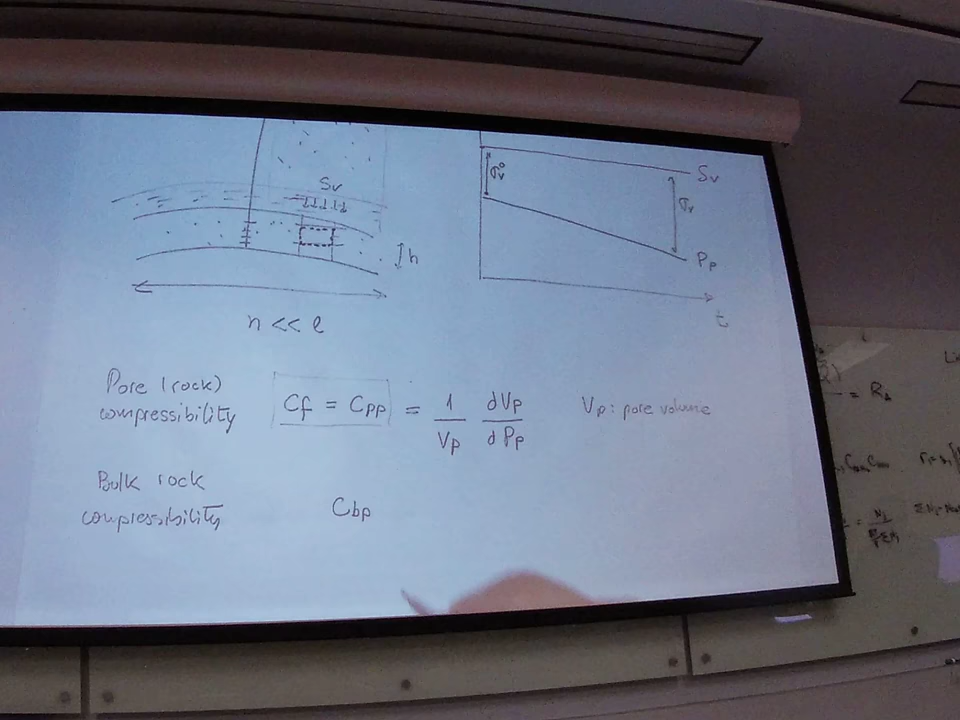 Sv
h
h << l
σv°
Sv
σv
Pp
t
Pore (rock)
compressibility
Cf = Cpp = 1/Vp dVp/dPp
Vp: pore volume
Bulk rock
compressibility
Cbp
= RA